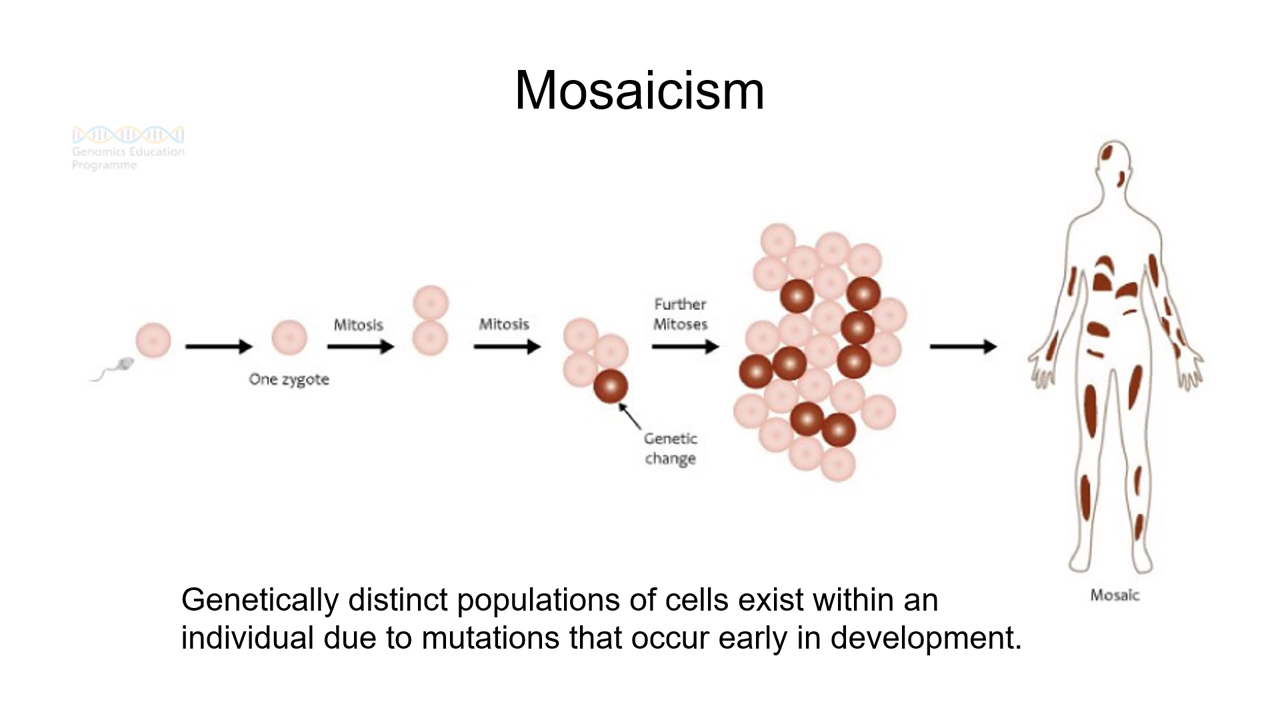 Mosaicism
Genomics Education
Programme
Mitosis
Mitosis
Further
Mitoses
One zygote
Genetic
change
Mosaic
Genetically distinct populations of cells exist within an
individual due to mutations that occur early in development.